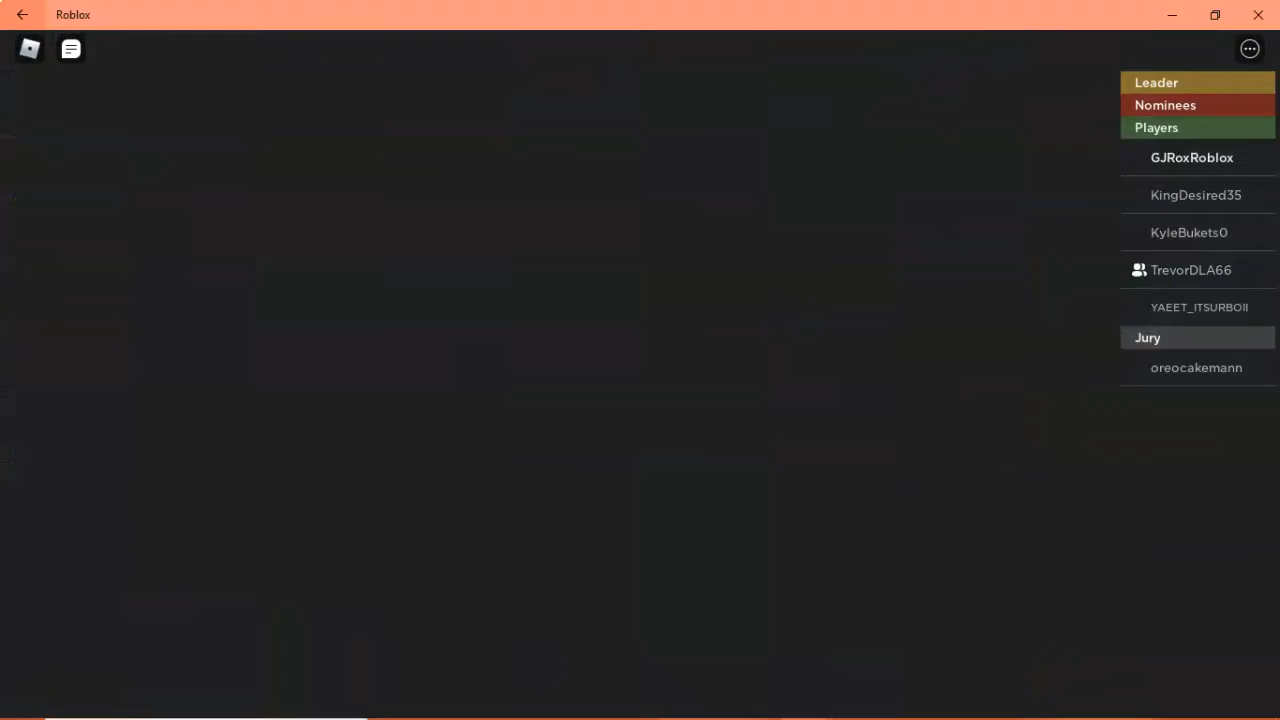 Roblox
Leader
Nominees
Players
GJRoxRoblox
KingDesired35
KyleBukets0
TrevorDLA66
YAEET_ITSURBOII
Jury
oreocakemann